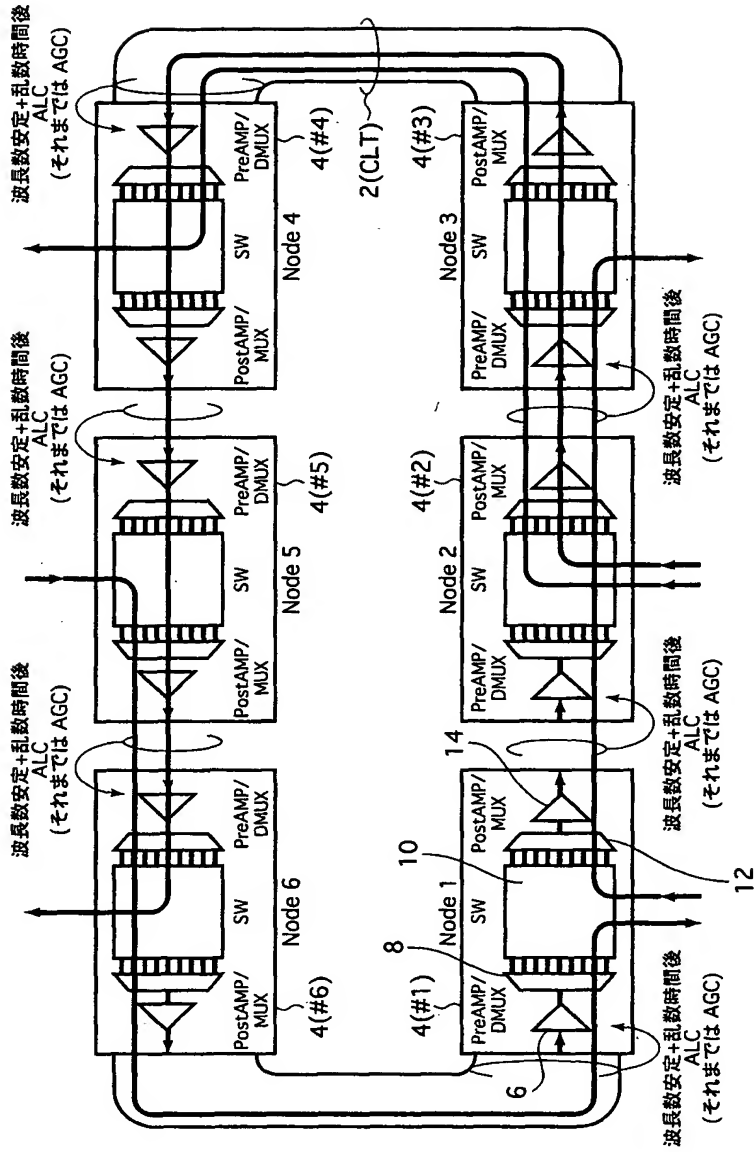 波長数安定+乱数時間後
ALC
(それまでは AGC)
波長数安定+乱数時間後
ALC
(それまでは AGC)
波長数安定+乱数時間後
ALC
(それまでは AGC)
PostAMP/
MUX
SW
PreAMP/
DMUX
Node 6
4(#6)
PostAMP/
MUX
SW
PreAMP/
DMUX
Node 5
4(#5)
PostAMP/
MUX
SW
PreAMP/
DMUX
Node 4
4(#4)
2(CLT)
4(#1)
Node 1
PreAMP/
DMUX
SW
PostAMP/
MUX
8
10
14
6
12
4(#2)
Node 2
PreAMP/
DMUX
SW
PostAMP/
MUX
4(#3)
Node 3
PreAMP/
DMUX
SW
PostAMP/
MUX
波長数安定+乱数時間後
ALC
(それまでは AGC)
波長数安定+乱数時間後
ALC
(それまでは AGC)
波長数安定+乱数時間後
ALC
(それまでは AGC)